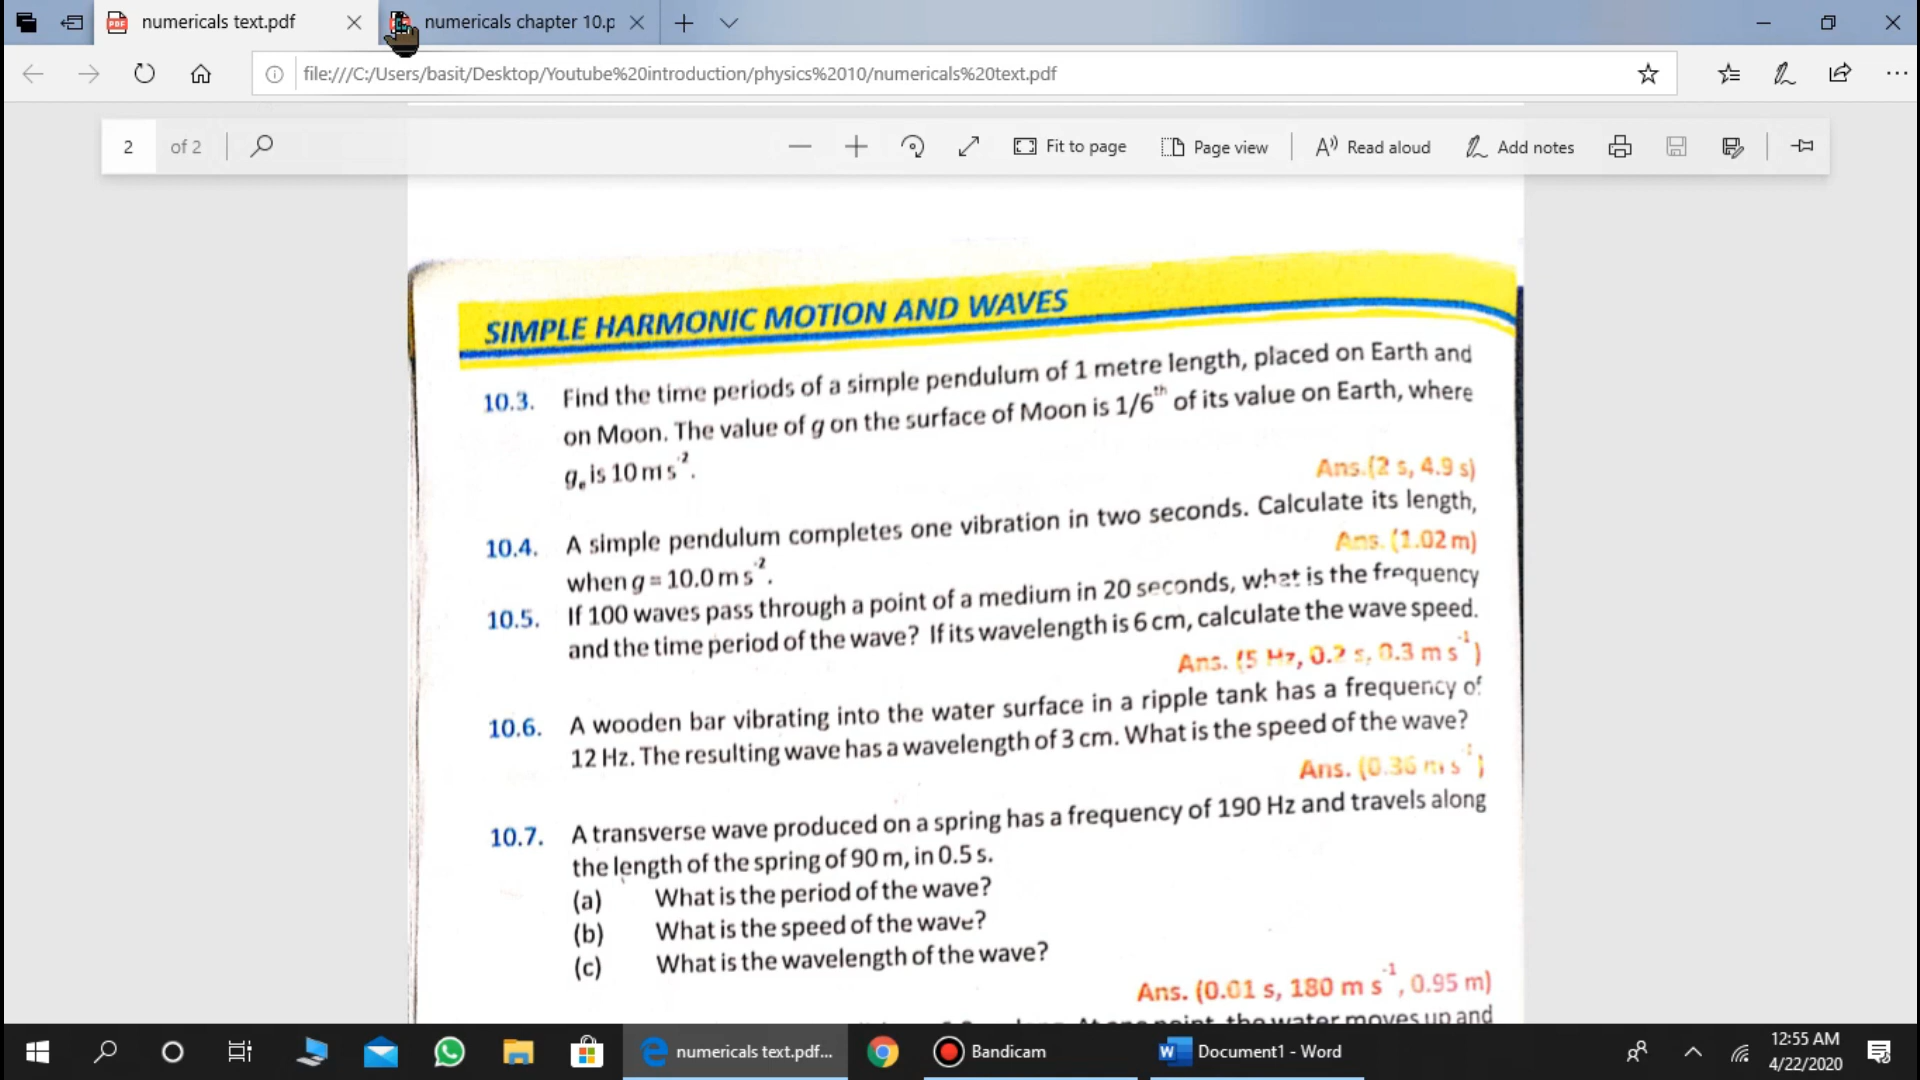 numericals text.pdf
numericals chapter 10.p
file:///C:/Users/basit/Desktop/Youtube%20introduction/physics%2010/numericals%20text.pdf
2 of 2
Fit to page
Page view
Read aloud
Add notes
SIMPLE HARMONIC MOTION AND WAVES
10.3. Find the time periods of a simple pendulum of 1 metre length, placed on Earth and
on Moon. The value of g on the surface of Moon is 1/6th of its value on Earth, where
ge is 10 m s-2.
Ans.(2 s, 4.9 s)
10.4. A simple pendulum completes one vibration in two seconds. Calculate its length,
when g = 10.0 m s-2.
Ans. (1.02 m)
10.5. If 100 waves pass through a point of a medium in 20 seconds, what is the frequency
and the time period of the wave? If its wavelength is 6 cm, calculate the wave speed.
Ans. (5 Hz, 0.2 s, 0.3 m s-1)
10.6. A wooden bar vibrating into the water surface in a ripple tank has a frequency of
12 Hz. The resulting wave has a wavelength of 3 cm. What is the speed of the wave?
Ans. (0.36 m s-1)
10.7. A transverse wave produced on a spring has a frequency of 190 Hz and travels along
the length of the spring of 90 m, in 0.5 s.
(a) What is the period of the wave?
(b) What is the speed of the wave?
(c) What is the wavelength of the wave?
Ans. (0.01 s, 180 m s-1, 0.95 m)
the water moves up and
numericals text.pdf...
Bandicam
Document1 - Word
12:55 AM
4/22/2020